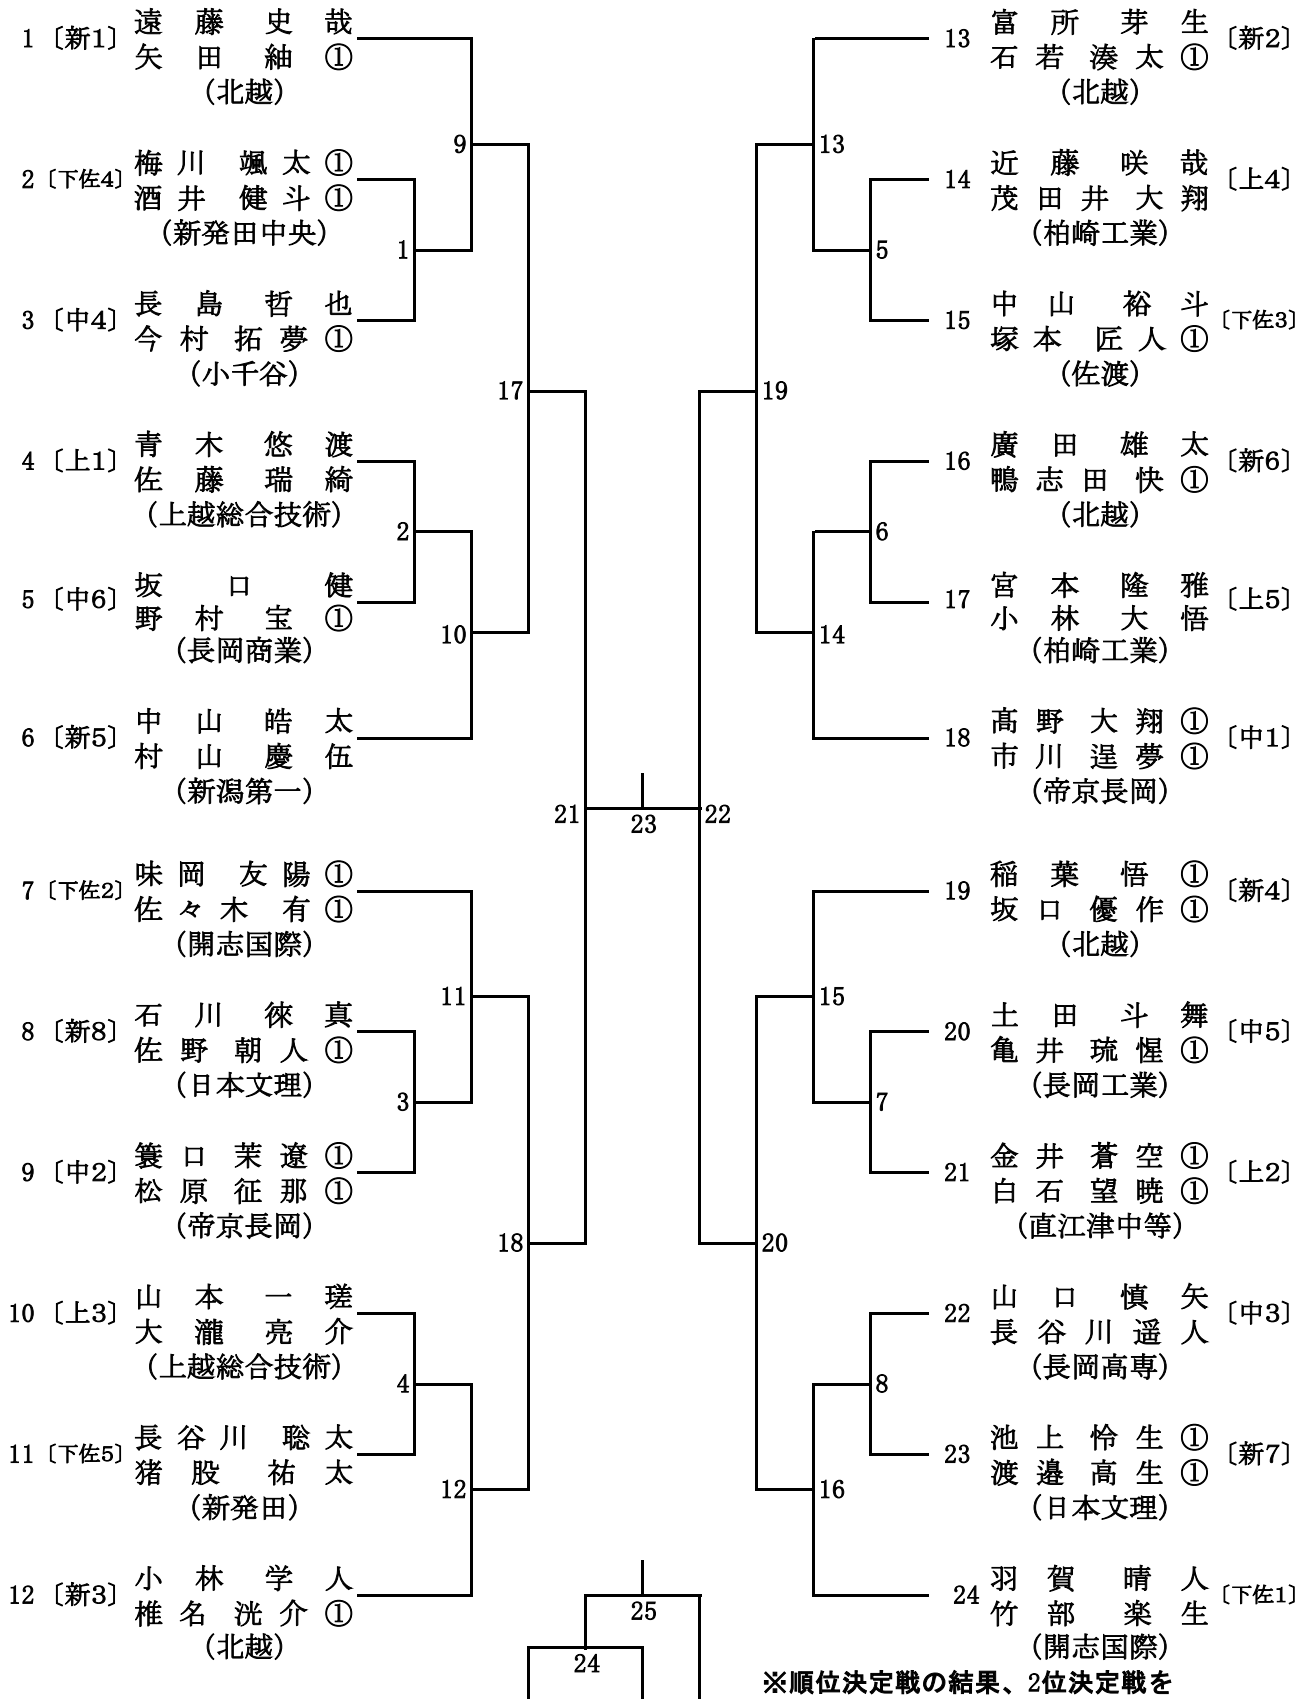 1 〔新1〕 遠藤史哉
矢田紬①
(北越)
2 〔下佐4〕 梅川颯太①
酒井健斗①
(新発田中央)
3 〔中4〕 長島哲也
今村拓夢①
(小千谷)
4 〔上1〕 青木悠渡
佐藤瑞綺
(上越総合技術)
5 〔中6〕 坂口健
野村宝①
(長岡商業)
6 〔新5〕 中山皓太
村山慶伍
(新潟第一)
7 〔下佐2〕 味岡友陽①
佐々木有①
(開志国際)
8 〔新8〕 石川徠真
佐野朝人①
(日本文理)
9 〔中2〕 簑口茉遼①
松原征那①
(帝京長岡)
10 〔上3〕 山本一瑳
大瀧亮介
(上越総合技術)
11 〔下佐5〕 長谷川聡太
猪股祐太
(新発田)
12 〔新3〕 小林学人
椎名洸介①
(北越)
9
1
17
2
10
21
11
3
18
4
12
23
22
25
24
13
5
19
6
14
15
7
20
8
16
13 富所芽生 〔新2〕
石若湊太①
(北越)
14 近藤咲哉 〔上4〕
茂田井大翔
(柏崎工業)
15 中山裕斗 〔下佐3〕
塚本匠人①
(佐渡)
16 廣田雄太 〔新6〕
鴨志田快①
(北越)
17 宮本隆雅 〔上5〕
小林大悟
(柏崎工業)
18 髙野大翔① 〔中1〕
市川逞夢①
(帝京長岡)
19 稲葉悟① 〔新4〕
坂口優作①
(北越)
20 土田斗舞 〔中5〕
亀井琉惺①
(長岡工業)
21 金井蒼空① 〔上2〕
白石望暁①
(直江津中等)
22 山口慎矢 〔中3〕
長谷川遥人
(長岡高専)
23 池上怜生① 〔新7〕
渡邉高生①
(日本文理)
24 羽賀晴人 〔下佐1〕
竹部楽生
(開志国際)
※順位決定戦の結果、2位決定戦を